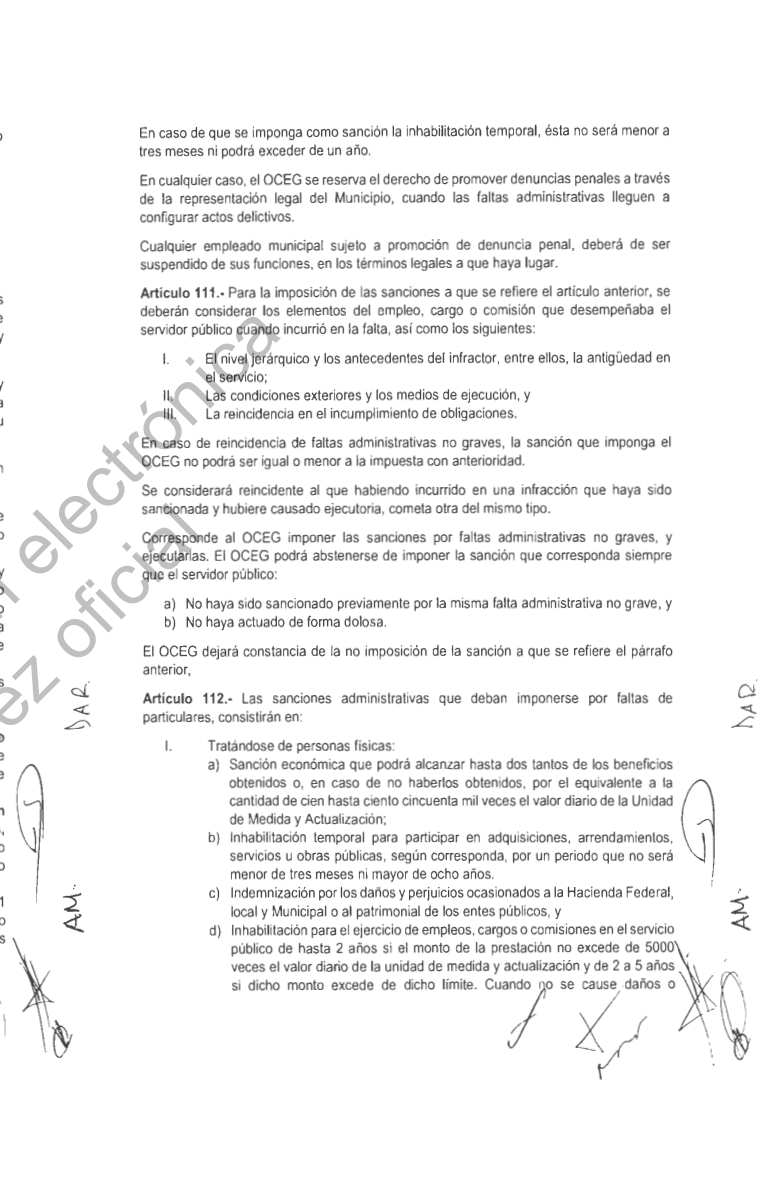 En caso de que se imponga como sanción la inhabilitación temporal, ésta no será menor a
tres meses ni podrá exceder de un año.
En cualquier caso, el OCEG se reserva el derecho de promover denuncias penales a través
de la representación legal del Municipio, cuando las faltas administrativas lleguen a
configurar actos delictivos.
Cualquier empleado municipal sujeto a promoción de denuncia penal, deberá de ser
suspendido de sus funciones, en los términos legales a que haya lugar.
Artículo 111.- Para la imposición de las sanciones a que se refiere el artículo anterior, se
deberán considerar los elementos del empleo, cargo o comisión que desempeñaba el
servidor público cuando incurrió en la falta, así como los siguientes:
I. El nivel jerárquico y los antecedentes del infractor, entre ellos, la antigüedad en
el servicio;
II. Las condiciones exteriores y los medios de ejecución, y
III. La reincidencia en el incumplimiento de obligaciones.
En caso de reincidencia de faltas administrativas no graves, la sanción que imponga el
OCEG no podrá ser igual o menor a la impuesta con anterioridad.
Se considerará reincidente al que habiendo incurrido en una infracción que haya sido
sancionada y hubiere causado ejecutoria, cometa otra del mismo tipo.
Corresponde al OCEG imponer las sanciones por faltas administrativas no graves, y
ejecutarlas. El OCEG podrá abstenerse de imponer la sanción que corresponda siempre
que el servidor público:
a) No haya sido sancionado previamente por la misma falta administrativa no grave, y
b) No haya actuado de forma dolosa.
El OCEG dejará constancia de la no imposición de la sanción a que se refiere el párrafo
anterior,
Artículo 112.- Las sanciones administrativas que deban imponerse por faltas de
particulares, consistirán en:
I. Tratándose de personas físicas:
a) Sanción económica que podrá alcanzar hasta dos tantos de los beneficios
obtenidos o, en caso de no haberlos obtenidos, por el equivalente a la
cantidad de cien hasta ciento cincuenta mil veces el valor diario de la Unidad
de Medida y Actualización;
b) Inhabilitación temporal para participar en adquisiciones, arrendamientos,
servicios u obras públicas, según corresponda, por un periodo que no será
menor de tres meses ni mayor de ocho años.
c) Indemnización por los daños y perjuicios ocasionados a la Hacienda Federal,
local y Municipal o al patrimonial de los entes públicos, y
d) Inhabilitación para el ejercicio de empleos, cargos o comisiones en el servicio
público de hasta 2 años si el monto de la prestación no excede de 5000
veces el valor diario de la unidad de medida y actualización y de 2 a 5 años
si dicho monto excede de dicho límite. Cuando no se cause daños o
electrónica
oficial
DAR.
AM.
DAR.
AM.